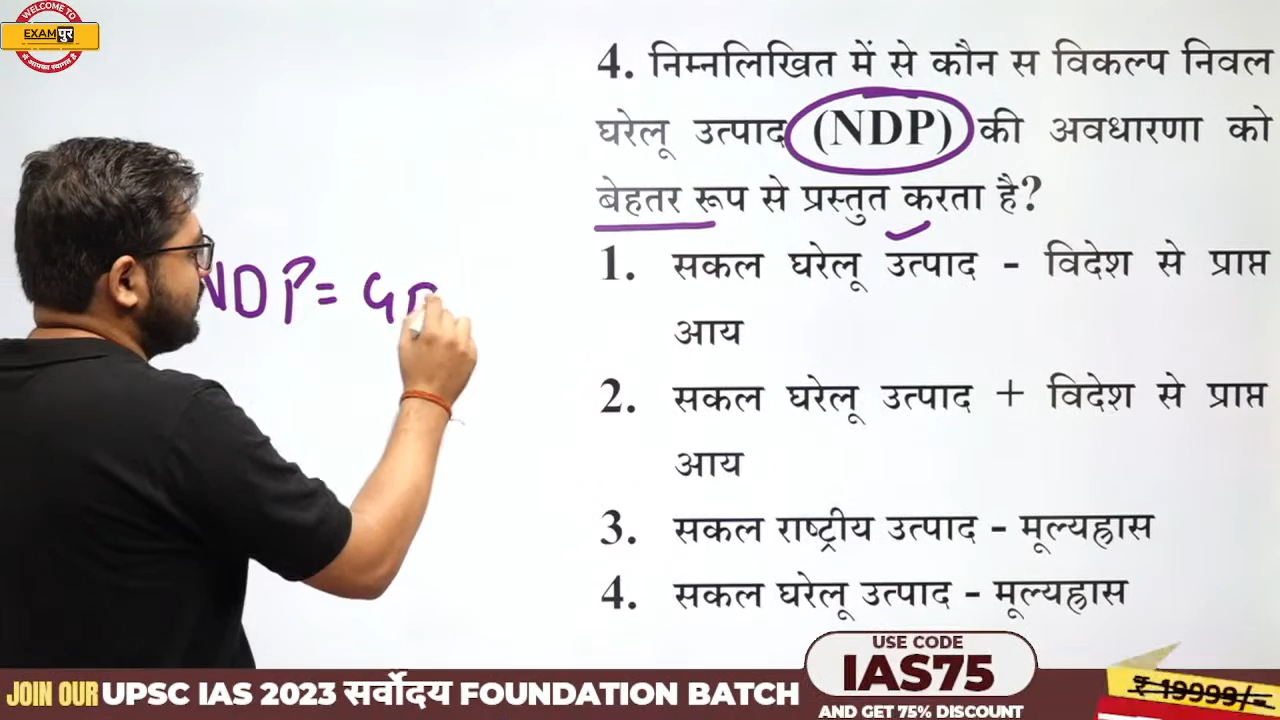 WELCOME TO
EXAMपुर
में आपका स्वागत है
4. निम्नलिखित में से कौन स विकल्प निवल
घरेलू उत्पाद (NDP) की अवधारणा को
बेहतर रूप से प्रस्तुत करता है?
1. सकल घरेलू उत्पाद - विदेश से प्राप्त
आय
2. सकल घरेलू उत्पाद + विदेश से प्राप्त
आय
3. सकल राष्ट्रीय उत्पाद - मूल्यह्रास
4. सकल घरेलू उत्पाद - मूल्यह्रास
NDP = G
USE CODE
IAS75
AND GET 75% DISCOUNT
JOIN OUR UPSC IAS 2023 सर्वोदय FOUNDATION BATCH
₹ 19999/-